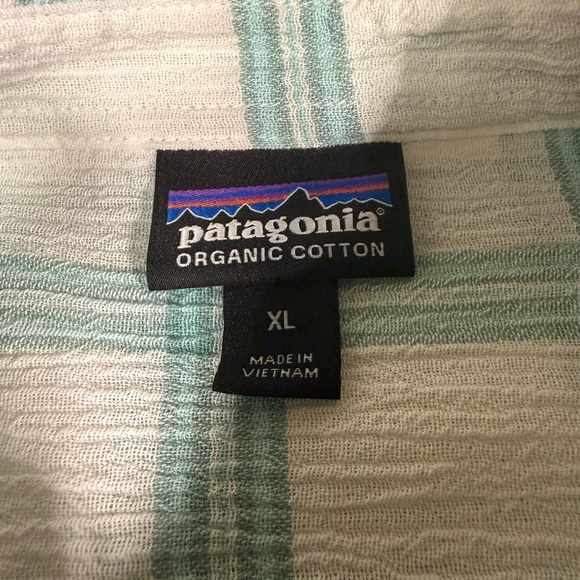 patagonia®
ORGANIC COTTON
XL
MADE IN
VIETNAM